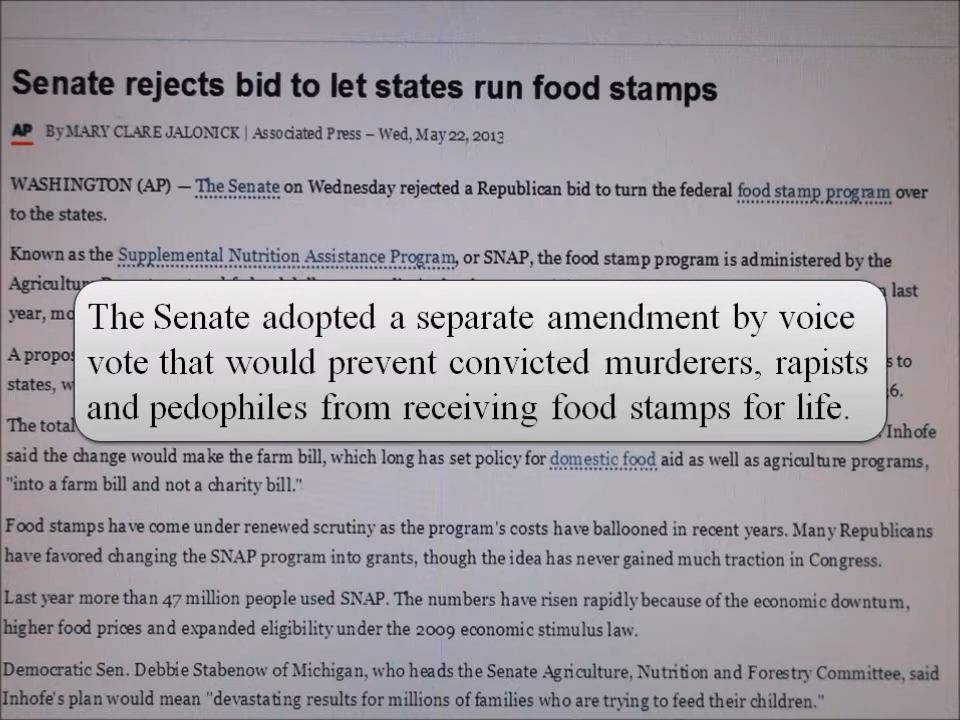 Senate rejects bid to let states run food stamps
AP By MARY CLARE JALONICK | Associated Press – Wed, May 22, 2013
WASHINGTON (AP) — The Senate on Wednesday rejected a Republican bid to turn the federal food stamp program over
to the states.
Known as the Supplemental Nutrition Assistance Program, or SNAP, the food stamp program is administered by the
last
year,
The Senate adopted a separate amendment by voice
vote that would prevent convicted murderers, rapists
and pedophiles from receiving food stamps for life.
A to
states,
The total Inhofe
said the change would make the farm bill, which long has set policy for domestic food aid as well as agriculture programs,
"into a farm bill and not a charity bill."
Food stamps have come under renewed scrutiny as the program's costs have ballooned in recent years. Many Republicans
have favored changing the SNAP program into grants, though the idea has never gained much traction in Congress.
Last year more than 47 million people used SNAP. The numbers have risen rapidly because of the economic downturn,
higher food prices and expanded eligibility under the 2009 economic stimulus law.
Democratic Sen. Debbie Stabenow of Michigan, who heads the Senate Agriculture, Nutrition and Forestry Committee, said
Inhofe's plan would mean "devastating results for millions of families who are trying to feed their children."